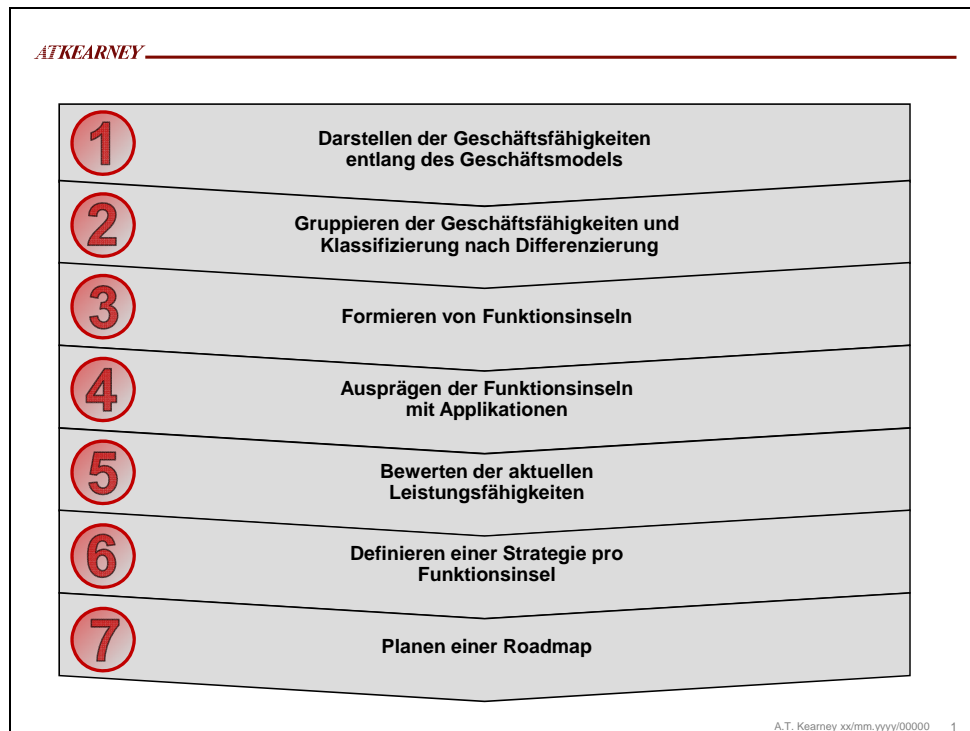 ATKEARNEY
1
Darstellen der Geschäftsfähigkeiten
entlang des Geschäftsmodels
2
Gruppieren der Geschäftsfähigkeiten und
Klassifizierung nach Differenzierung
3
Formieren von Funktionsinseln
4
Ausprägen der Funktionsinseln
mit Applikationen
5
Bewerten der aktuellen
Leistungsfähigkeiten
6
Definieren einer Strategie pro
Funktionsinsel
7
Planen einer Roadmap
A.T. Kearney xx/mm.yyyy/00000 1